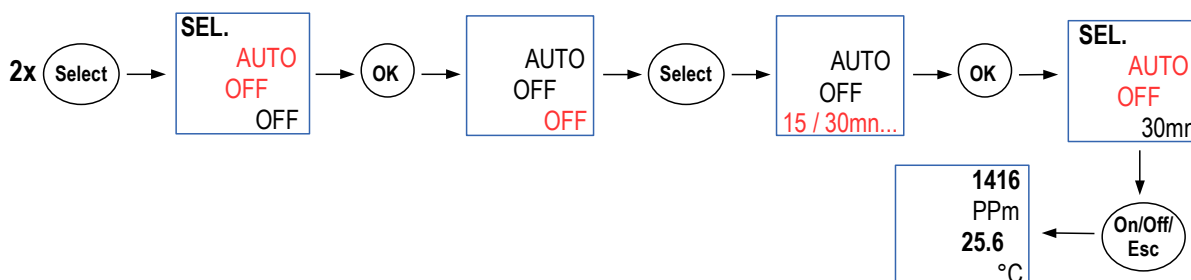 2x
Select
SEL.
AUTO
OFF
OFF
OK
AUTO
OFF
OFF
Select
AUTO
OFF
15 / 30mn...
OK
SEL.
AUTO
OFF
30mn
On/Off/
Esc
1416
PPm
25.6
°C